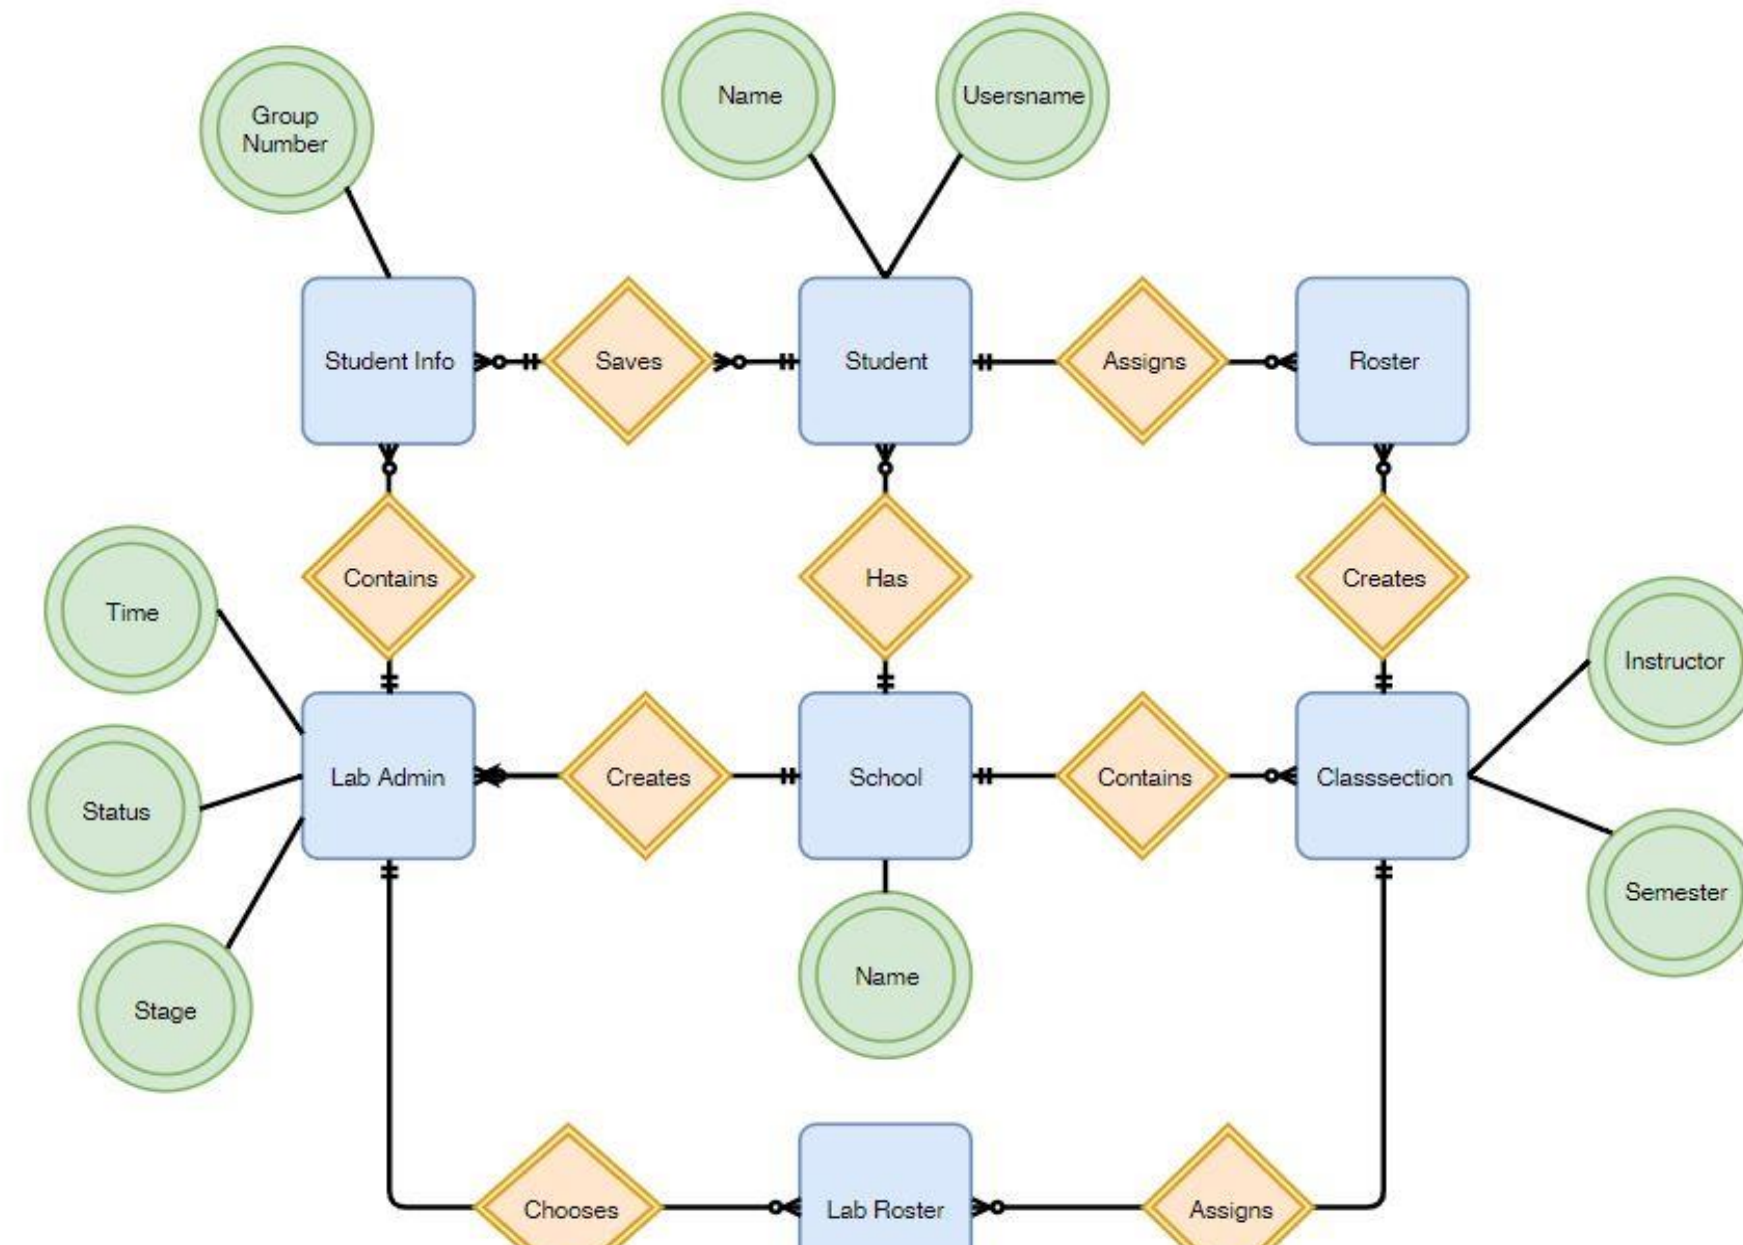 Group
Number
Name
Usersname
Student Info
Saves
Student
Assigns
Roster
Contains
Has
Creates
Time
Instructor
Status
Lab Admin
Creates
School
Contains
Classsection
Semester
Stage
Name
Chooses
Lab Roster
Assigns